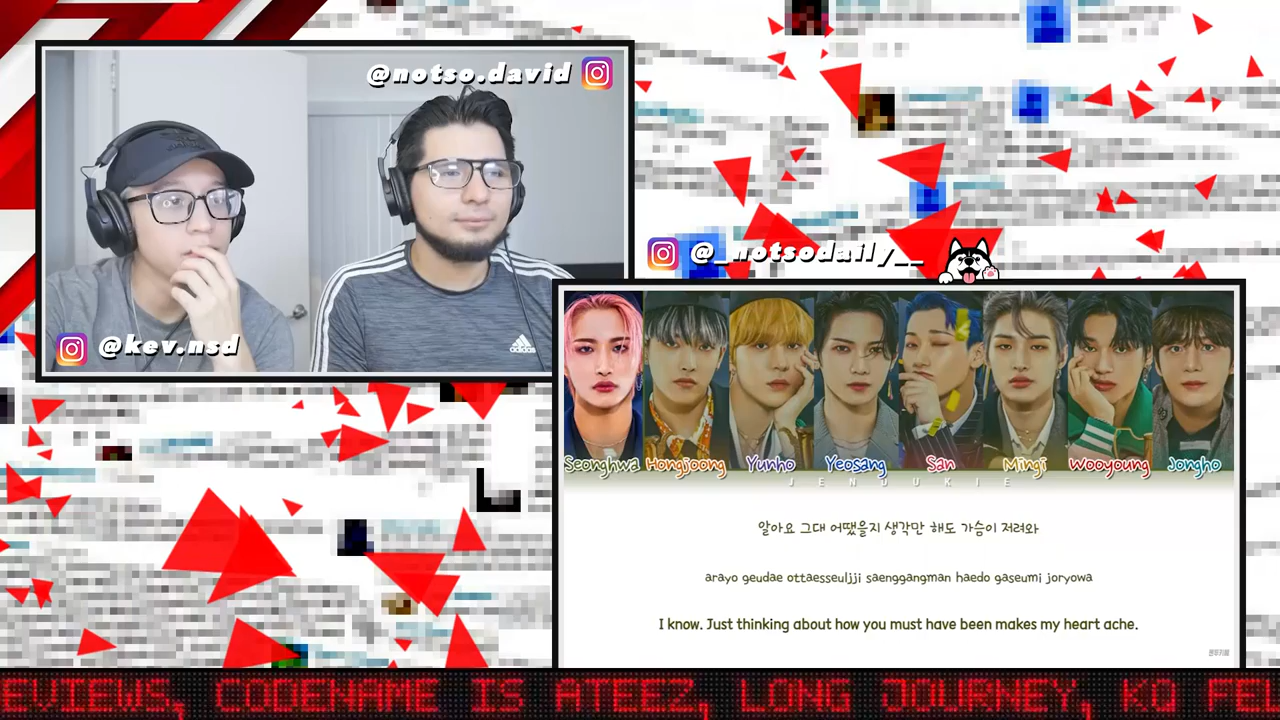 @notso.david
@kev.nsd
adidas
@_notsodaily__
Seonghwa Hongjoong Yunho Yeosang San Mingi Wooyoung Jongho
JENDUKIE
알아요 그대 어땠을지 생각만 해도 가슴이 저려와
arayo geudae ottaesseuljji saenggangman haedo gaseumi joryowa
I know. Just thinking about how you must have been makes my heart ache.
EVIEWS, CODENAME IS ATEEZ, LONG JOURNEY, KQ FEL